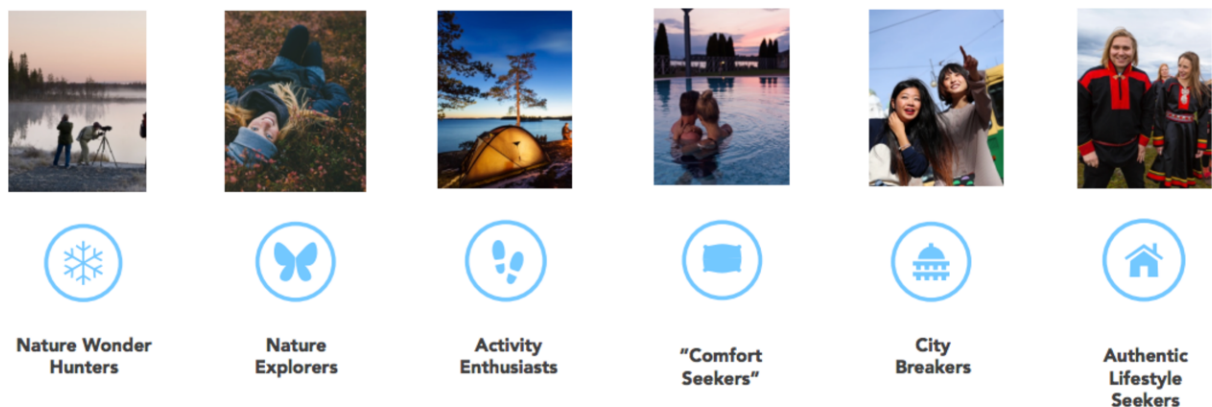 Nature Wonder
Hunters
Nature
Explorers
Activity
Enthusiasts
“Comfort
Seekers”
City
Breakers
Authentic
Lifestyle
Seekers